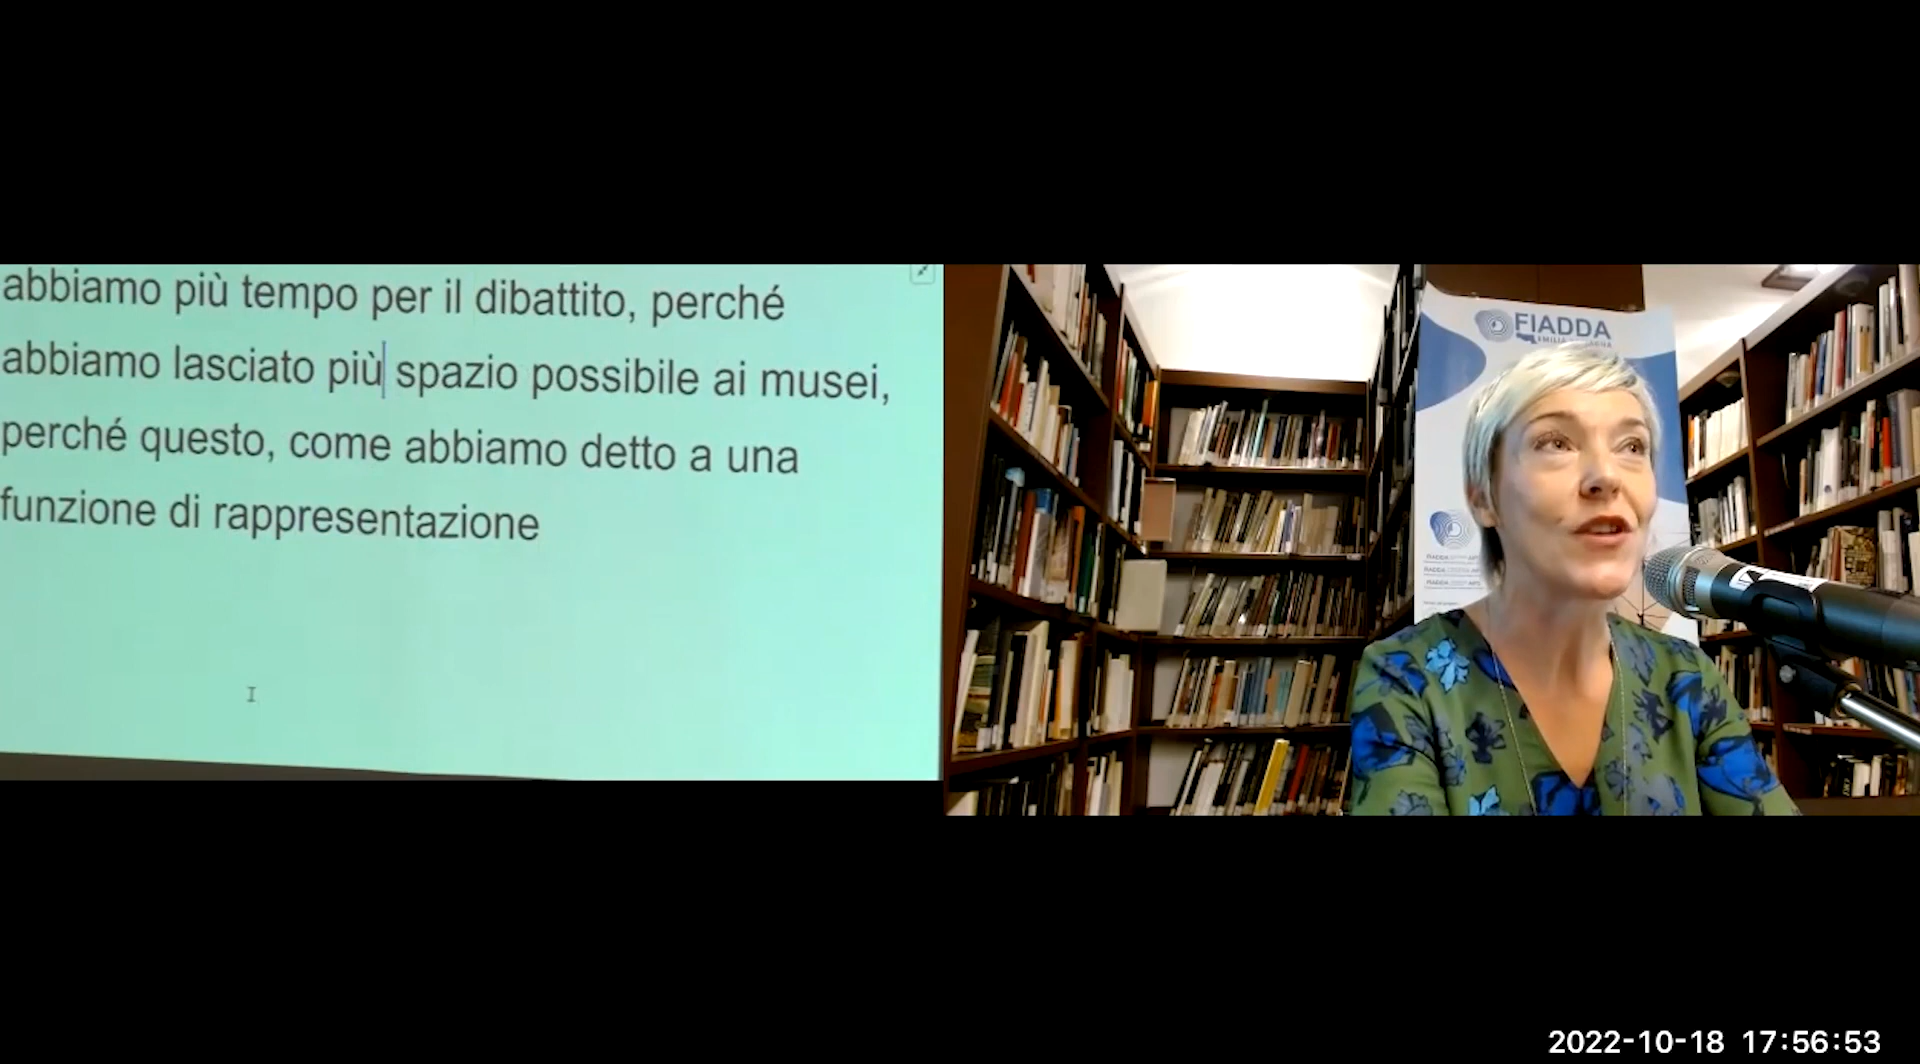 abbiamo più tempo per il dibattito, perché
abbiamo lasciato più spazio possibile ai musei,
perché questo, come abbiamo detto a una
funzione di rappresentazione
FIADDA
2022-10-18 17:56:53